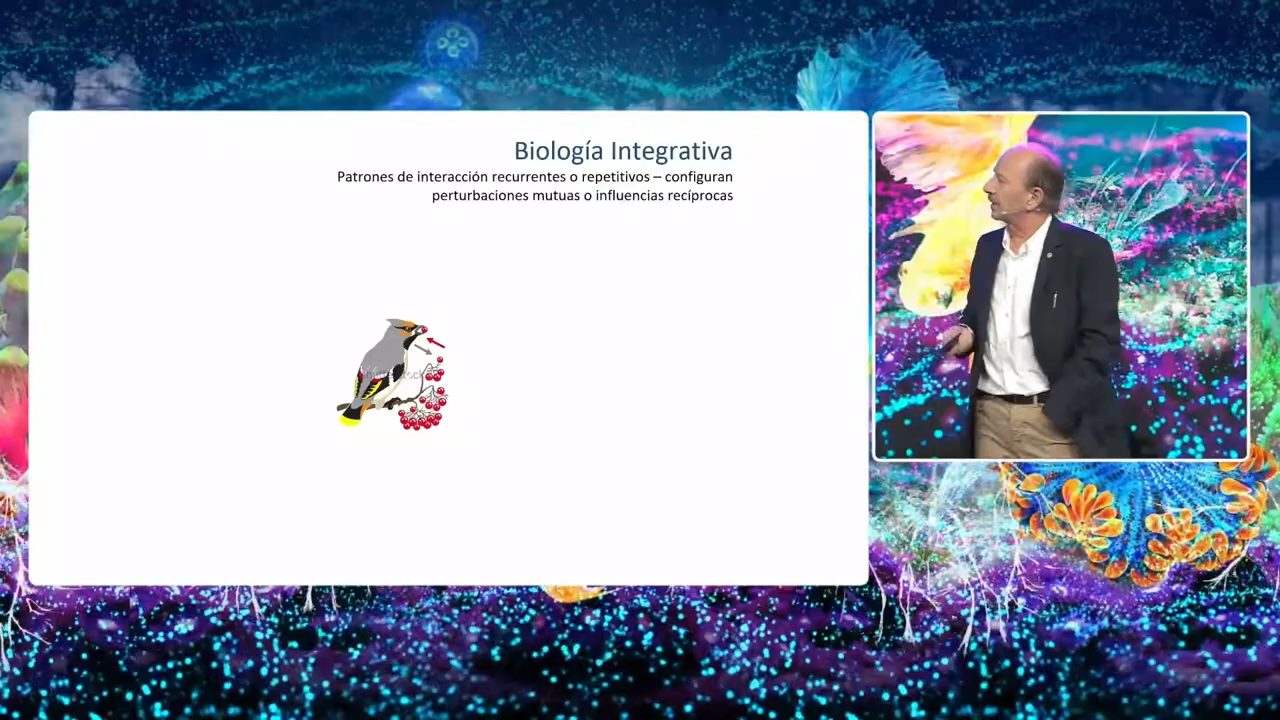 Biología Integrativa
Patrones de interacción recurrentes o repetitivos – configuran
perturbaciones mutuas o influencias recíprocas